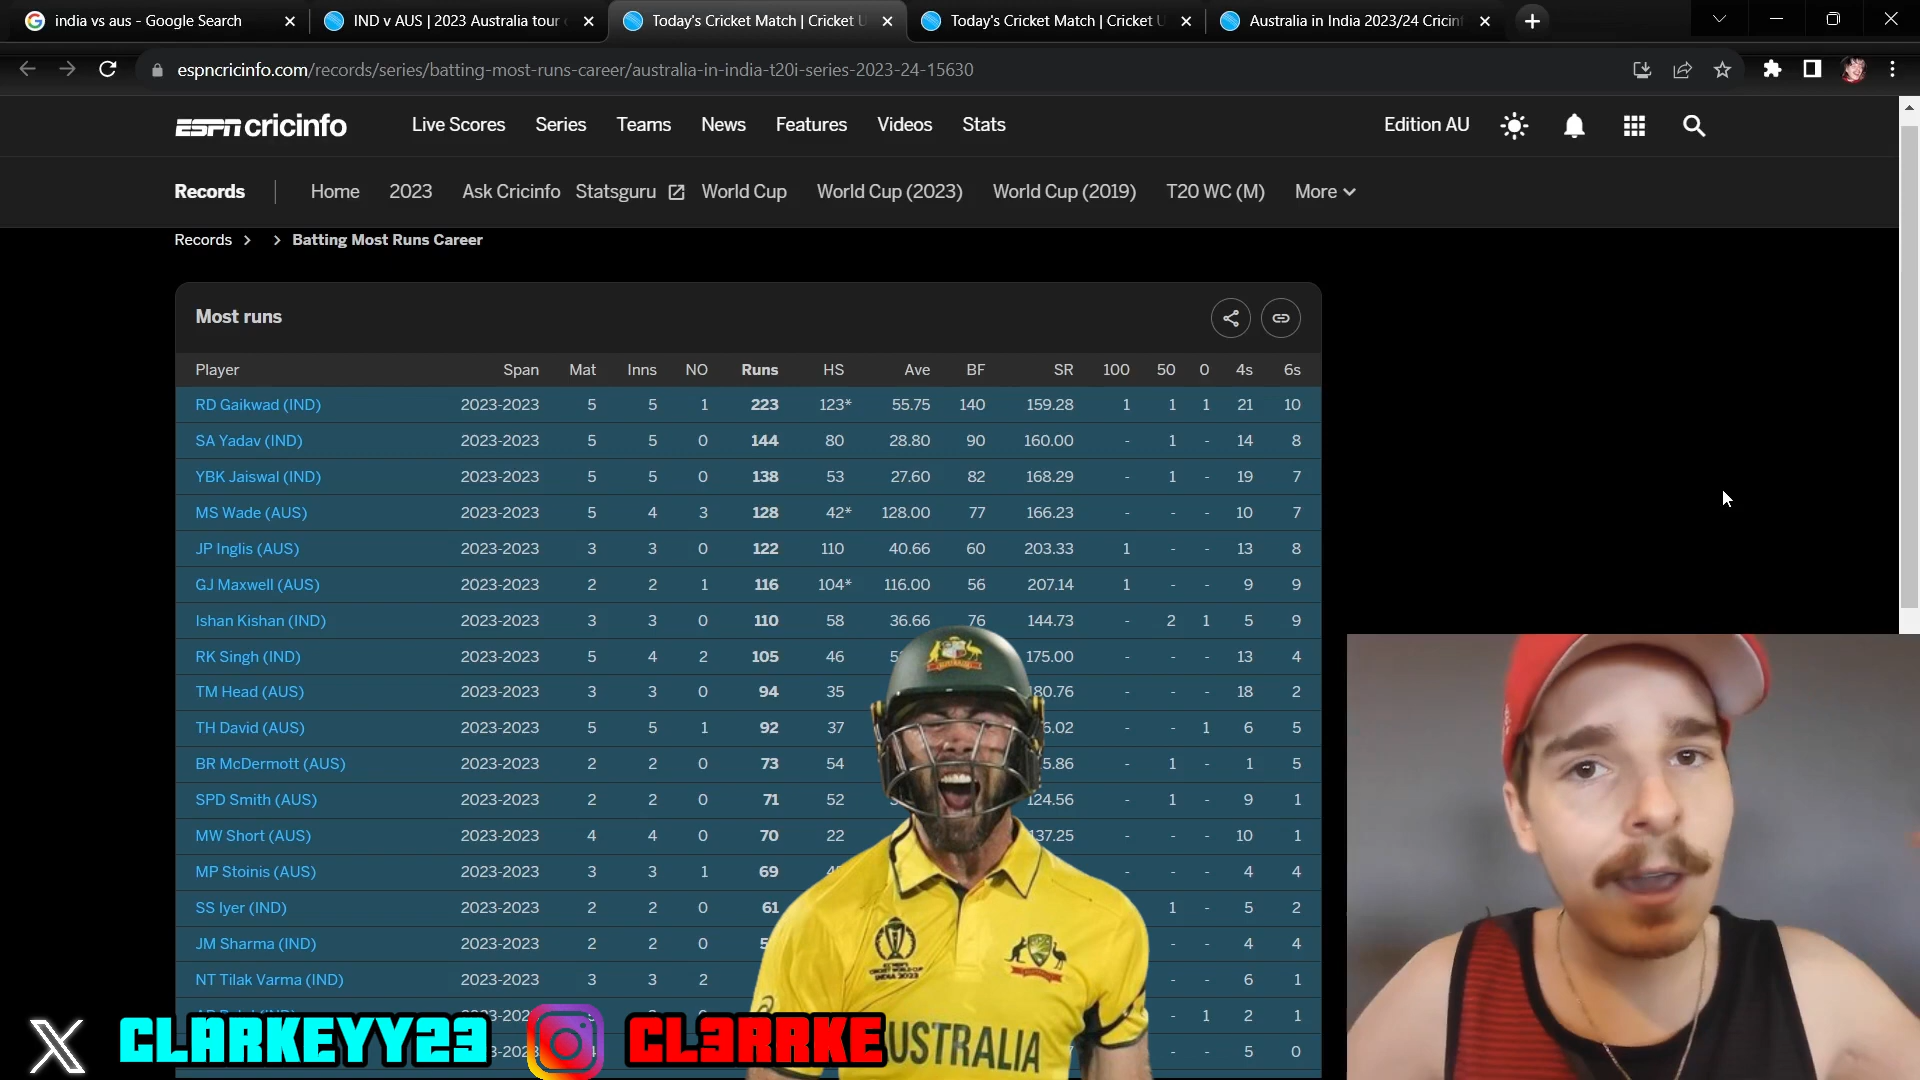 india vs aus - Google Search
IND v AUS | 2023 Australia tour
Today's Cricket Match | Cricket U
Today's Cricket Match | Cricket U
Australia in India 2023/24 Cricin
espncricinfo.com/records/series/batting-most-runs-career/australia-in-india-t20i-series-2023-24-15630
ESPN cricinfo Live Scores Series Teams News Features Videos Stats Edition AU
Records Home 2023 Ask Cricinfo Statsguru World Cup World Cup (2023) World Cup (2019) T20 WC (M) More
Records > > Batting Most Runs Career
Most runs
Player Span Mat Inns NO Runs HS Ave BF SR 100 50 0 4s 6s
RD Gaikwad (IND) 2023-2023 5 5 1 223 123* 55.75 140 159.28 1 1 1 21 10
SA Yadav (IND) 2023-2023 5 5 0 144 80 28.80 90 160.00 - 1 - 14 8
YBK Jaiswal (IND) 2023-2023 5 5 0 138 53 27.60 82 168.29 - 1 - 19 7
MS Wade (AUS) 2023-2023 5 4 3 128 42* 128.00 77 166.23 - - - 10 7
JP Inglis (AUS) 2023-2023 3 3 0 122 110 40.66 60 203.33 1 - - 13 8
GJ Maxwell (AUS) 2023-2023 2 2 1 116 104* 116.00 56 207.14 1 - - 9 9
Ishan Kishan (IND) 2023-2023 3 3 0 110 58 36.66 76 144.73 - 2 1 5 9
RK Singh (IND) 2023-2023 5 4 2 105 46 175.00 - - - 13 4
TM Head (AUS) 2023-2023 3 3 0 94 35 80.76 - - - 18 2
TH David (AUS) 2023-2023 5 5 1 92 37 6.02 - - 1 6 5
BR McDermott (AUS) 2023-2023 2 2 0 73 54 5.86 - 1 - 1 5
SPD Smith (AUS) 2023-2023 2 2 0 71 52 124.56 - 1 - 9 1
MW Short (AUS) 2023-2023 4 4 0 70 22 137.25 - - - 10 1
MP Stoinis (AUS) 2023-2023 3 3 1 69 - - - 4 4
SS Iyer (IND) 2023-2023 2 2 0 61 1 - 5 2
JM Sharma (IND) 2023-2023 2 2 0 - - 4 4
NT Tilak Varma (IND) 2023-2023 3 3 2 - - 6 1
- 1 2 1
- - 5 0
AUSTRALIA
X CLARKEYY23 CL3RRKE
AUSTRALIA